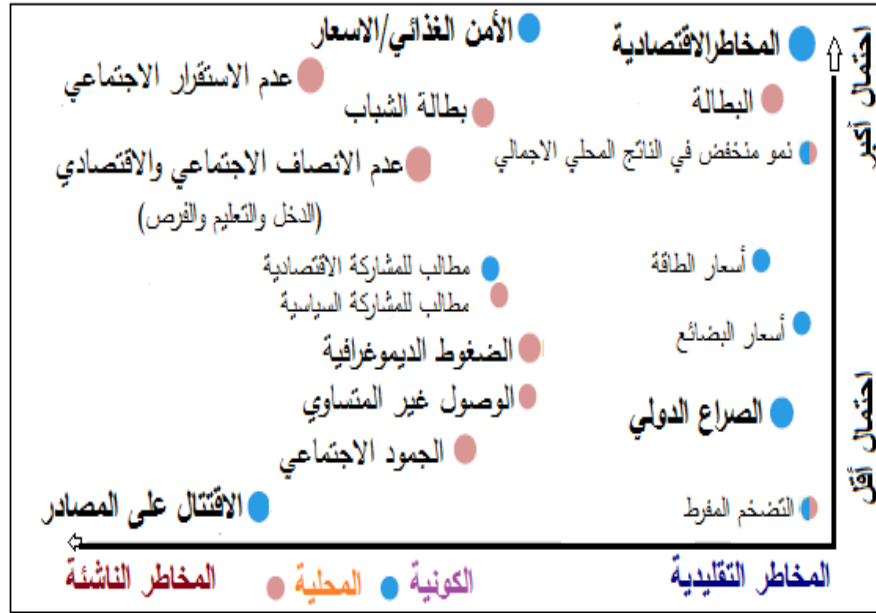 المخاطر الاقتصادية
الأمن الغذائي/الاسعار
عدم الاستقرار الاجتماعي
البطالة
بطالة الشباب
نمو منخفض في الناتج المحلي الاجمالي
عدم الانصاف الاجتماعي والاقتصادي
(الدخل والتعليم والفرص)
أسعار الطاقة
مطالب للمشاركة الاقتصادية
مطالب للمشاركة السياسية
أسعار البضائع
الضغوط الديموغرافية
الوصول غير المتساوي
الصراع الدولي
الجمود الاجتماعي
التضخم المفرط
الاقتتال على المصادر
احتمال أكبر
احتمال أقل
المخاطر التقليدية
الكونية
المحلية
المخاطر الناشئة